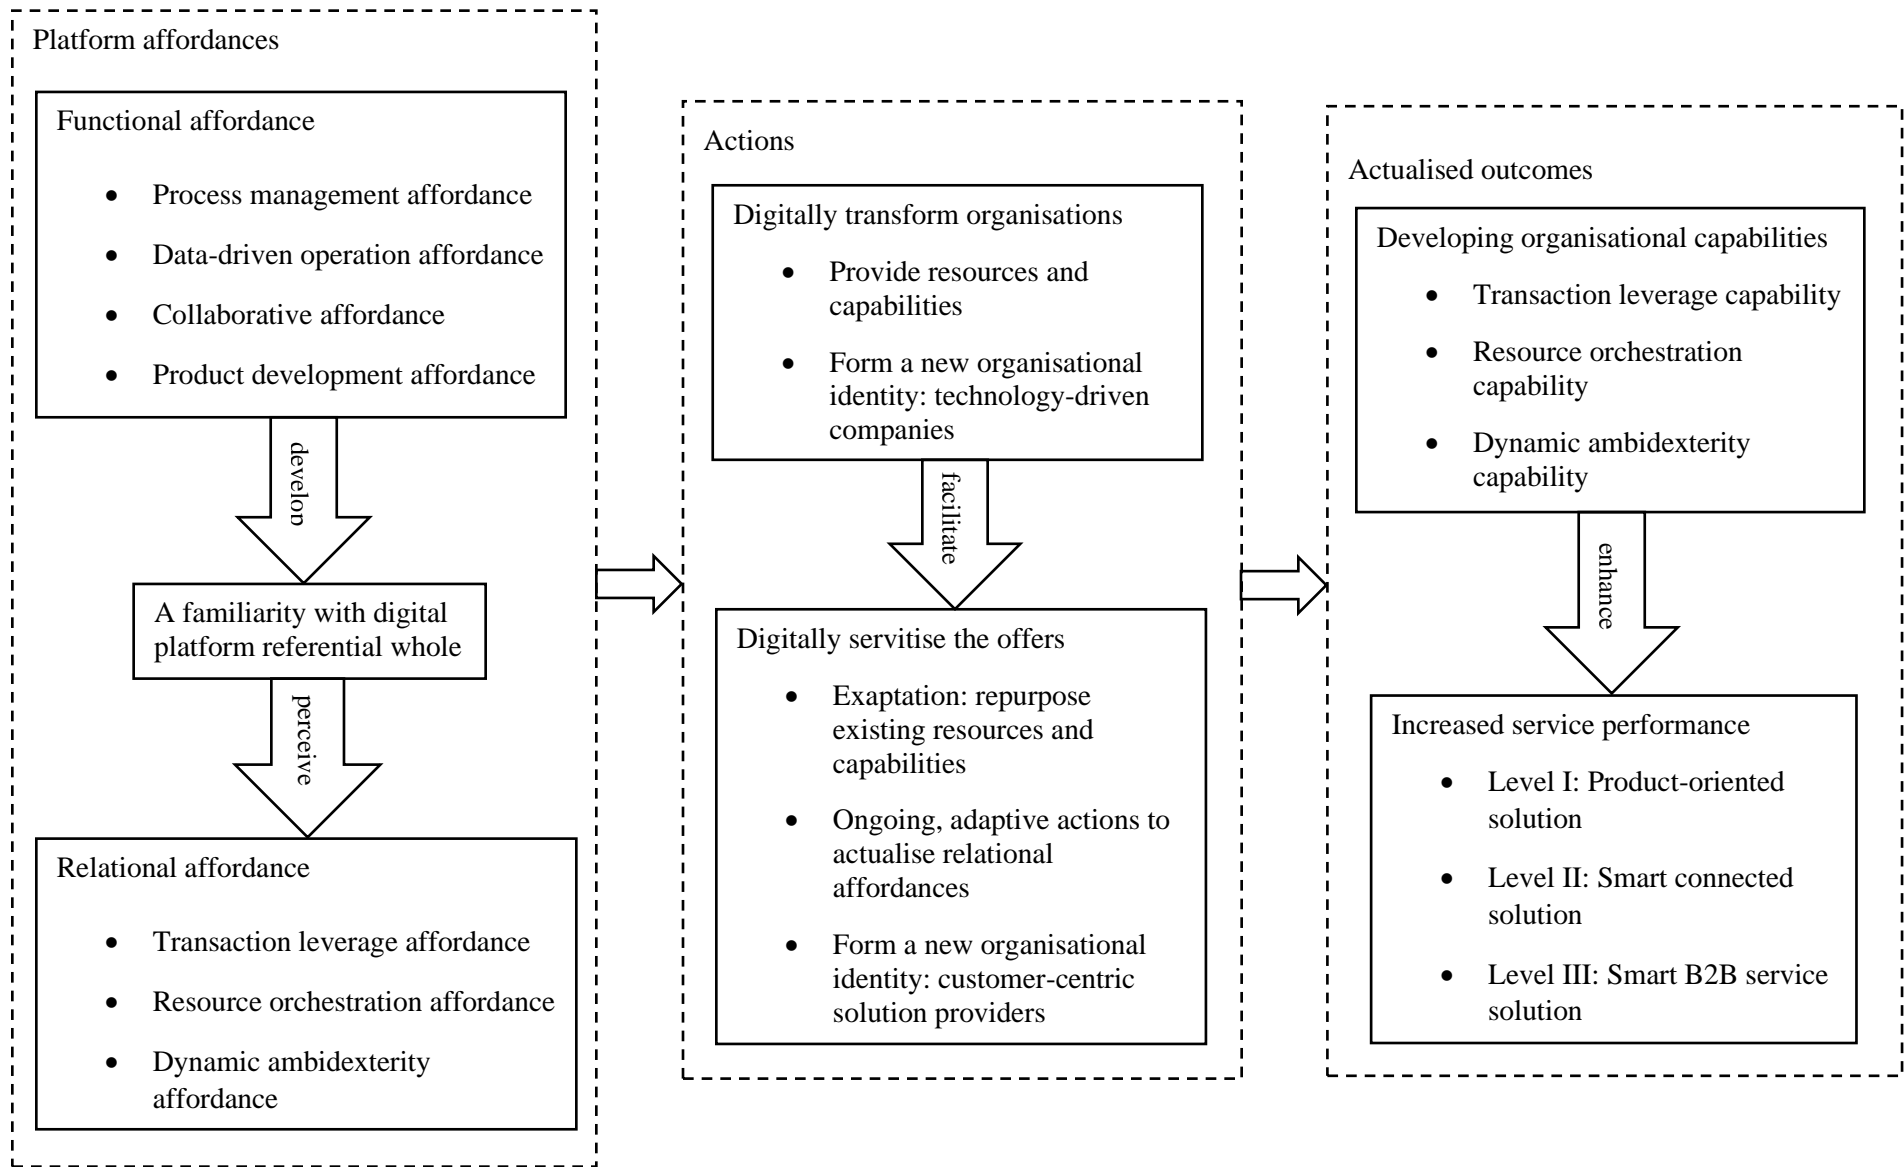 Platform affordances
Functional affordance
• Process management affordance
• Data-driven operation affordance
• Collaborative affordance
• Product development affordance
develop
A familiarity with digital
platform referential whole
perceive
Relational affordance
• Transaction leverage affordance
• Resource orchestration affordance
• Dynamic ambidexterity
affordance
Actions
Digitally transform organisations
• Provide resources and
capabilities
• Form a new organisational
identity: technology-driven
companies
facilitate
Digitally servitise the offers
• Exaptation: repurpose
existing resources and
capabilities
• Ongoing, adaptive actions to
actualise relational
affordances
• Form a new organisational
identity: customer-centric
solution providers
Actualised outcomes
Developing organisational capabilities
• Transaction leverage capability
• Resource orchestration
capability
• Dynamic ambidexterity
capability
enhance
Increased service performance
• Level I: Product-oriented
solution
• Level II: Smart connected
solution
• Level III: Smart B2B service
solution